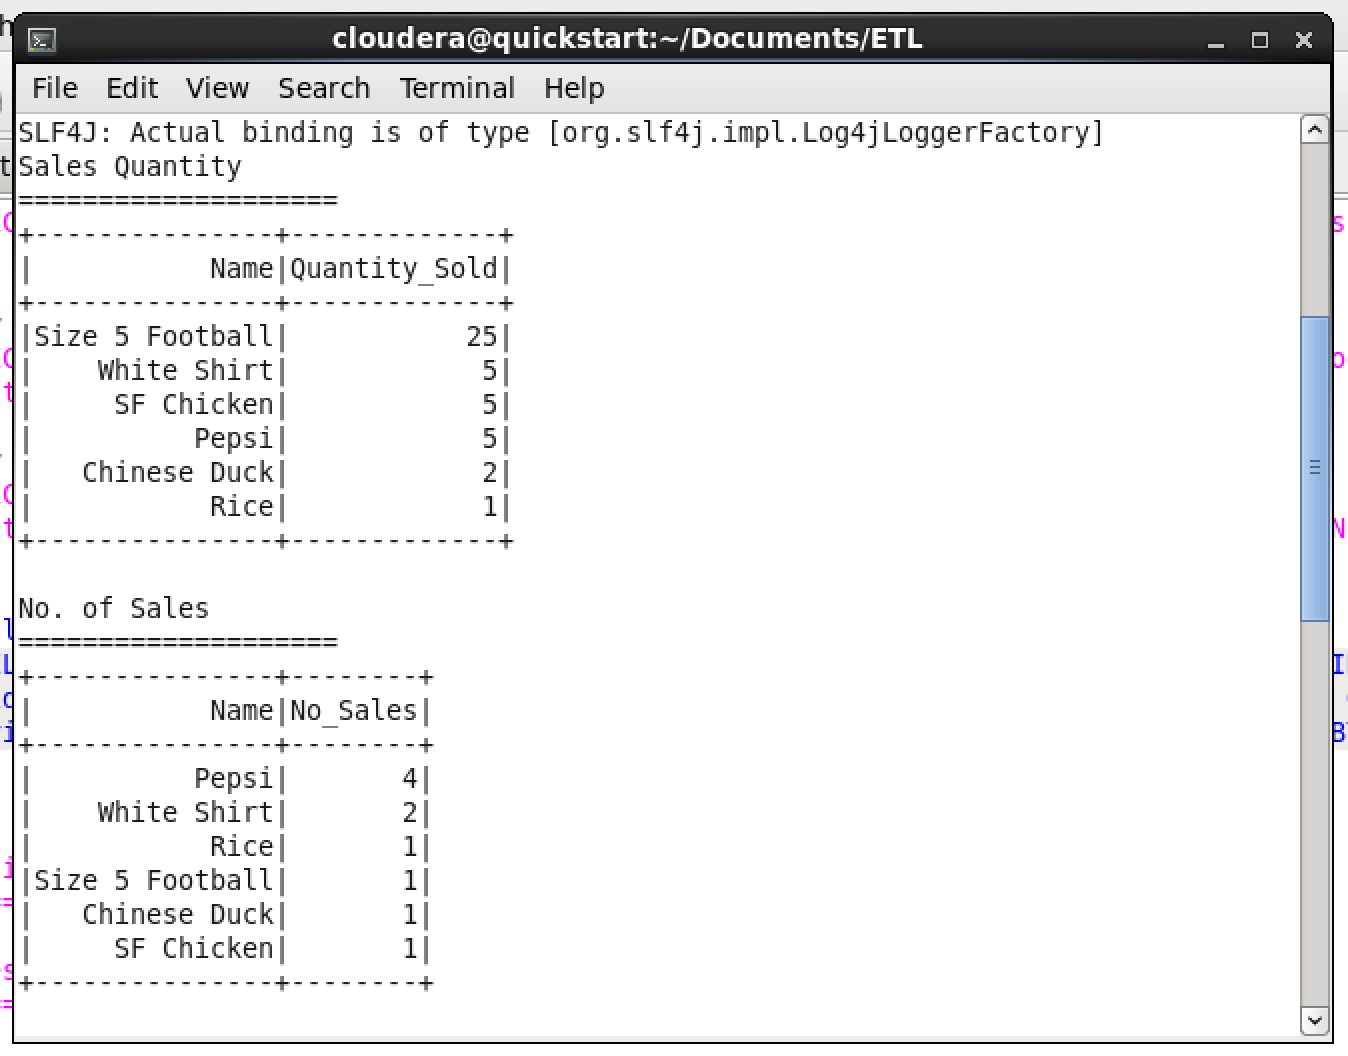 cloudera@quickstart:~/Documents/ETL
File Edit View Search Terminal Help
SLF4J: Actual binding is of type [org.slf4j.impl.Log4jLoggerFactory]
Sales Quantity
====================
+---------------+-------------+
|           Name|Quantity_Sold|
+---------------+-------------+
|Size 5 Football|           25|
|    White Shirt|            5|
|     SF Chicken|            5|
|          Pepsi|            5|
|   Chinese Duck|            2|
|           Rice|            1|
+---------------+-------------+
No. of Sales
====================
+---------------+--------+
|           Name|No_Sales|
+---------------+--------+
|          Pepsi|       4|
|    White Shirt|       2|
|           Rice|       1|
|Size 5 Football|       1|
|   Chinese Duck|       1|
|     SF Chicken|       1|
+---------------+--------+